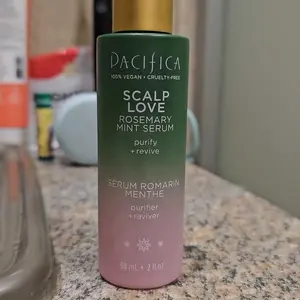 PACIFICA
100% VEGAN + CRUELTY-FREE
SCALP
LOVE
ROSEMARY
MINT SERUM
purify
+ revive
SÉRUM ROMARIN
MENTHE
purifier
+ raviver